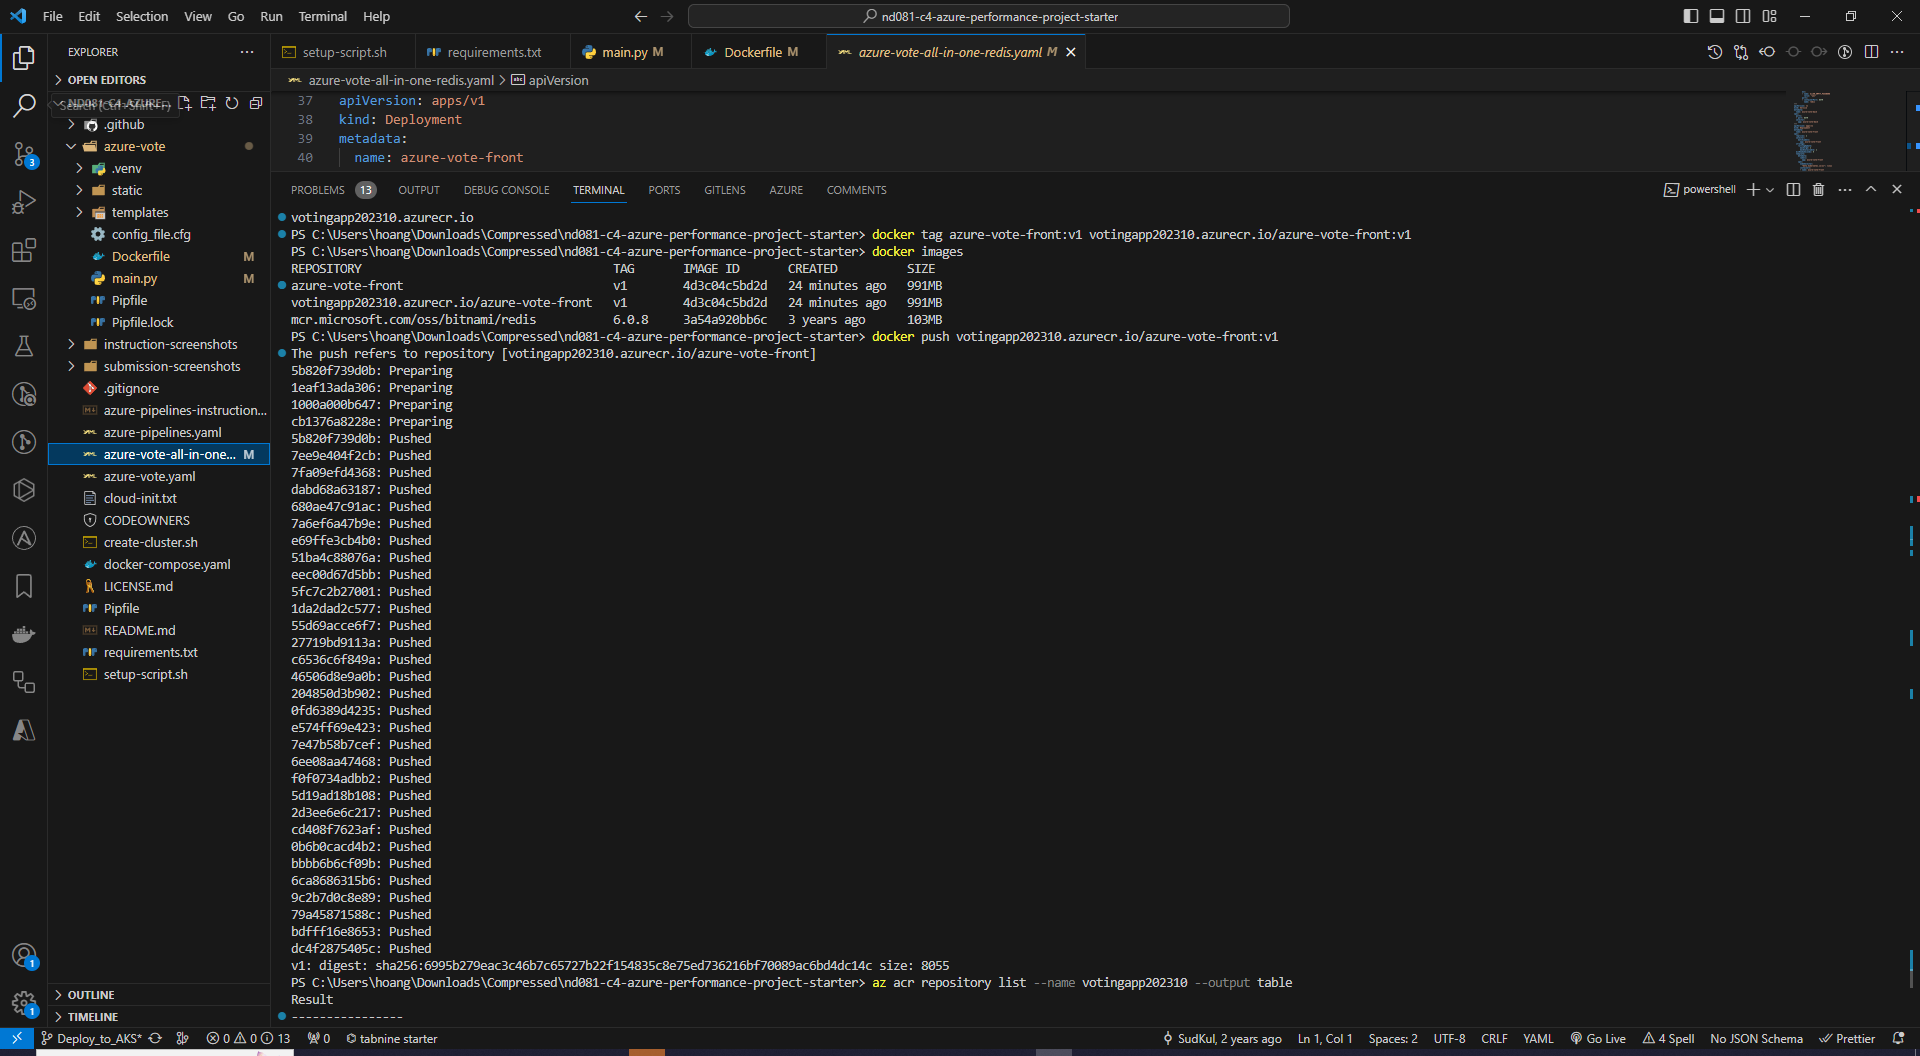 File Edit Selection View Go Run Terminal Help
nd081-c4-azure-performance-project-starter
EXPLORER
setup-script.sh
requirements.txt
main.py M
Dockerfile M
azure-vote-all-in-one-redis.yaml M
OPEN EDITORS
azure-vote-all-in-one-redis.yaml > apiVersion
37 apiVersion: apps/v1
38 kind: Deployment
39 metadata:
40 name: azure-vote-front
.github
azure-vote
.venv
static
templates
config_file.cfg
Dockerfile M
main.py M
Pipfile
Pipfile.lock
instruction-screenshots
submission-screenshots
.gitignore
azure-pipelines-instruction...
azure-pipelines.yaml
azure-vote-all-in-one... M
azure-vote.yaml
cloud-init.txt
CODEOWNERS
create-cluster.sh
docker-compose.yaml
LICENSE.md
Pipfile
README.md
requirements.txt
setup-script.sh
OUTLINE
TIMELINE
3
1
1
PROBLEMS 13 OUTPUT DEBUG CONSOLE TERMINAL PORTS GITLENS AZURE COMMENTS
powershell
votingapp202310.azurecr.io
PS C:\Users\hoang\Downloads\Compressed\nd081-c4-azure-performance-project-starter> docker tag azure-vote-front:v1 votingapp202310.azurecr.io/azure-vote-front:v1
PS C:\Users\hoang\Downloads\Compressed\nd081-c4-azure-performance-project-starter> docker images
REPOSITORY TAG IMAGE ID CREATED SIZE
azure-vote-front v1 4d3c04c5bd2d 24 minutes ago 991MB
votingapp202310.azurecr.io/azure-vote-front v1 4d3c04c5bd2d 24 minutes ago 991MB
mcr.microsoft.com/oss/bitnami/redis 6.0.8 3a54a920bb6c 3 years ago 103MB
PS C:\Users\hoang\Downloads\Compressed\nd081-c4-azure-performance-project-starter> docker push votingapp202310.azurecr.io/azure-vote-front:v1
The push refers to repository [votingapp202310.azurecr.io/azure-vote-front]
5b820f739d0b: Preparing
1eaf13ada306: Preparing
1000a000b647: Preparing
cb1376a8228e: Preparing
5b820f739d0b: Pushed
7ee9e404f2cb: Pushed
7fa09efd4368: Pushed
dabd68a63187: Pushed
680ae47c91ac: Pushed
7a6ef6a47b9e: Pushed
e69ffe3cb4b0: Pushed
51ba4c88076a: Pushed
eec00d67d5bb: Pushed
5fc7c2b27001: Pushed
1da2dad2c577: Pushed
55d69acce6f7: Pushed
27719bd9113a: Pushed
c6536c6f849a: Pushed
46506d8e9a0b: Pushed
204850d3b902: Pushed
0fd6389d4235: Pushed
e574ff69e423: Pushed
7e47b58b7cef: Pushed
6ee08aa47468: Pushed
f0f0734adbb2: Pushed
5d19ad18b108: Pushed
2d3ee6e6c217: Pushed
cd408f7623af: Pushed
0b6b0cacd4b2: Pushed
bbbb6b6cf09b: Pushed
6ca8686315b6: Pushed
9c2b7d0c8e89: Pushed
79a45871588c: Pushed
bdfff16e8653: Pushed
dc4f2875405c: Pushed
v1: digest: sha256:6995b279eac3c46b7c65727b22f154835c8e75ed736216bf70089ac6bd4dc14c size: 8055
PS C:\Users\hoang\Downloads\Compressed\nd081-c4-azure-performance-project-starter> az acr repository list --name votingapp202310 --output table
Result
----------------
Deploy_to_AKS* 0 0 13 0 tabnine starter
SudKul, 2 years ago Ln 1, Col 1 Spaces: 2 UTF-8 CRLF YAML Go Live 4 Spell No JSON Schema Prettier